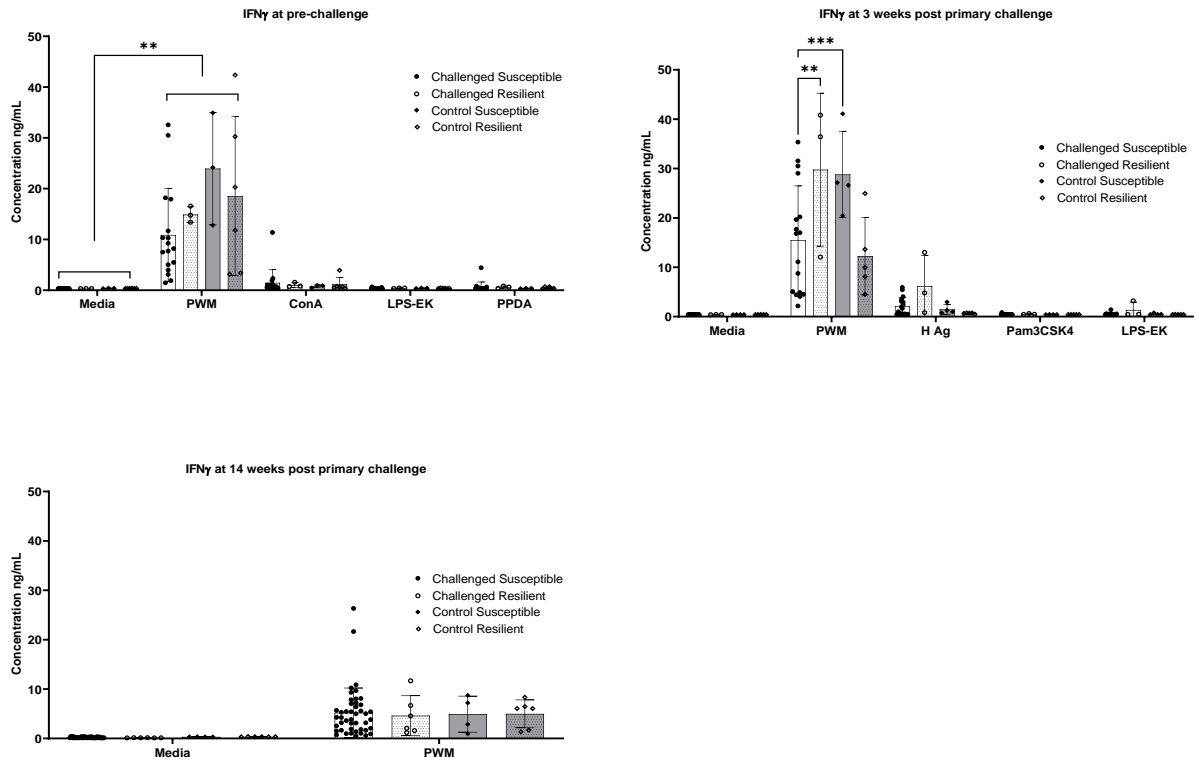 IFNγ at pre-challenge
Concentration ng/mL
50
40
30
20
10
0
**
Challenged Susceptible
Challenged Resilient
Control Susceptible
Control Resilient
Media PWM ConA LPS-EK PPDA
IFNγ at 3 weeks post primary challenge
Concentration ng/mL
50
40
30
20
10
0
***
**
Challenged Susceptible
Challenged Resilient
Control Susceptible
Control Resilient
Media PWM H Ag Pam3CSK4 LPS-EK
IFNγ at 14 weeks post primary challenge
Concentration ng/mL
50
40
30
20
10
0
Challenged Susceptible
Challenged Resilient
Control Susceptible
Control Resilient
Media PWM